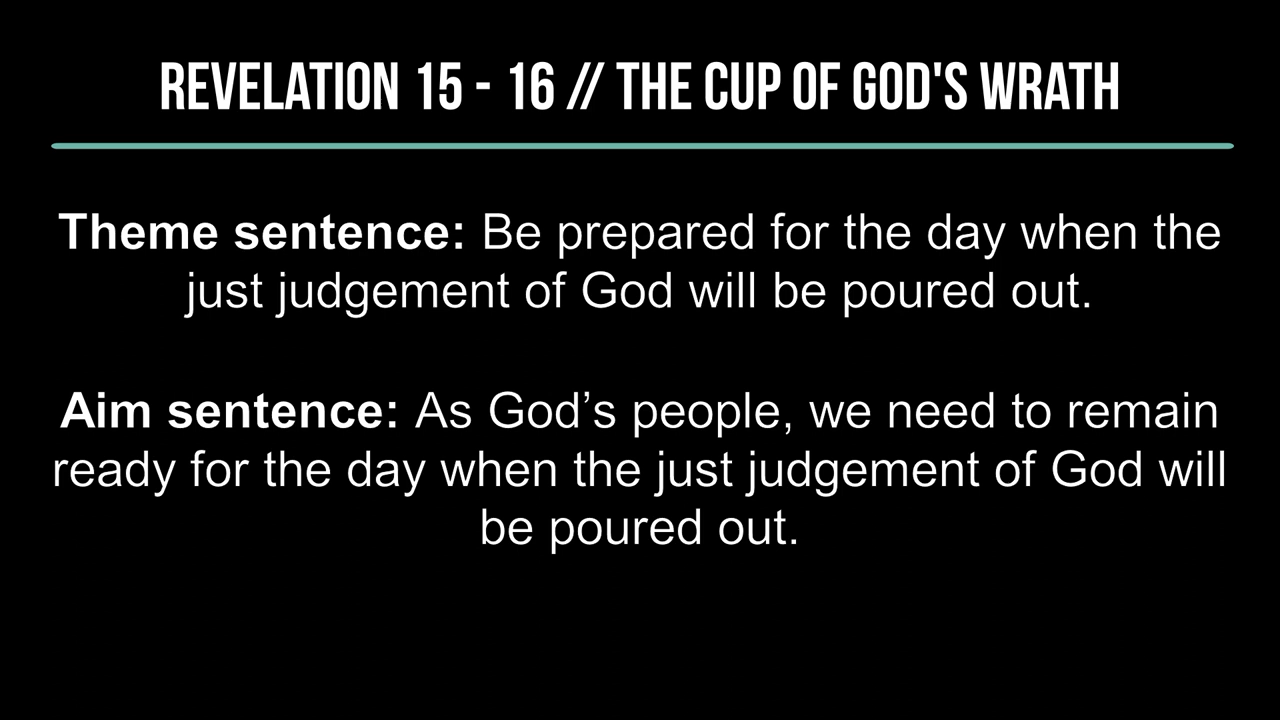 REVELATION 15 - 16 // THE CUP OF GOD'S WRATH
Theme sentence: Be prepared for the day when the
just judgement of God will be poured out.
Aim sentence: As God’s people, we need to remain
ready for the day when the just judgement of God will
be poured out.